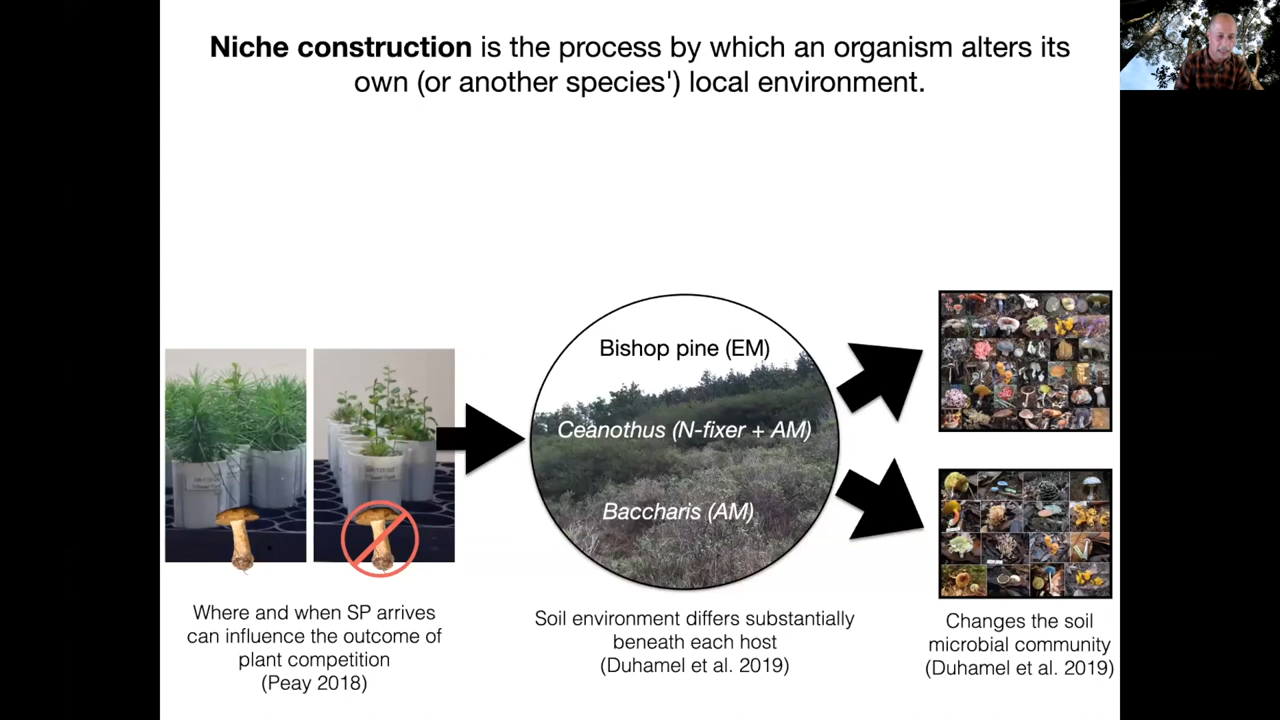 Niche construction is the process by which an organism alters its
own (or another species') local environment.
Bishop pine (EM)
Ceanothus (N-fixer + AM)
Baccharis (AM)
Where and when SP arrives
can influence the outcome of
plant competition
(Peay 2018)
Soil environment differs substantially
beneath each host
(Duhamel et al. 2019)
Changes the soil
microbial community
(Duhamel et al. 2019)